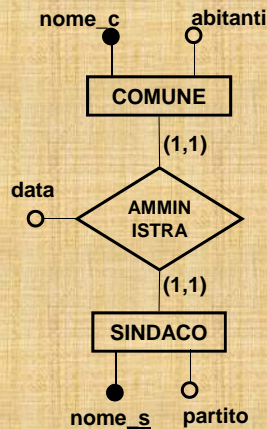 nome_c abitanti
COMUNE
(1,1)
data
AMMIN
ISTRA
(1,1)
SINDACO
nome_s partito